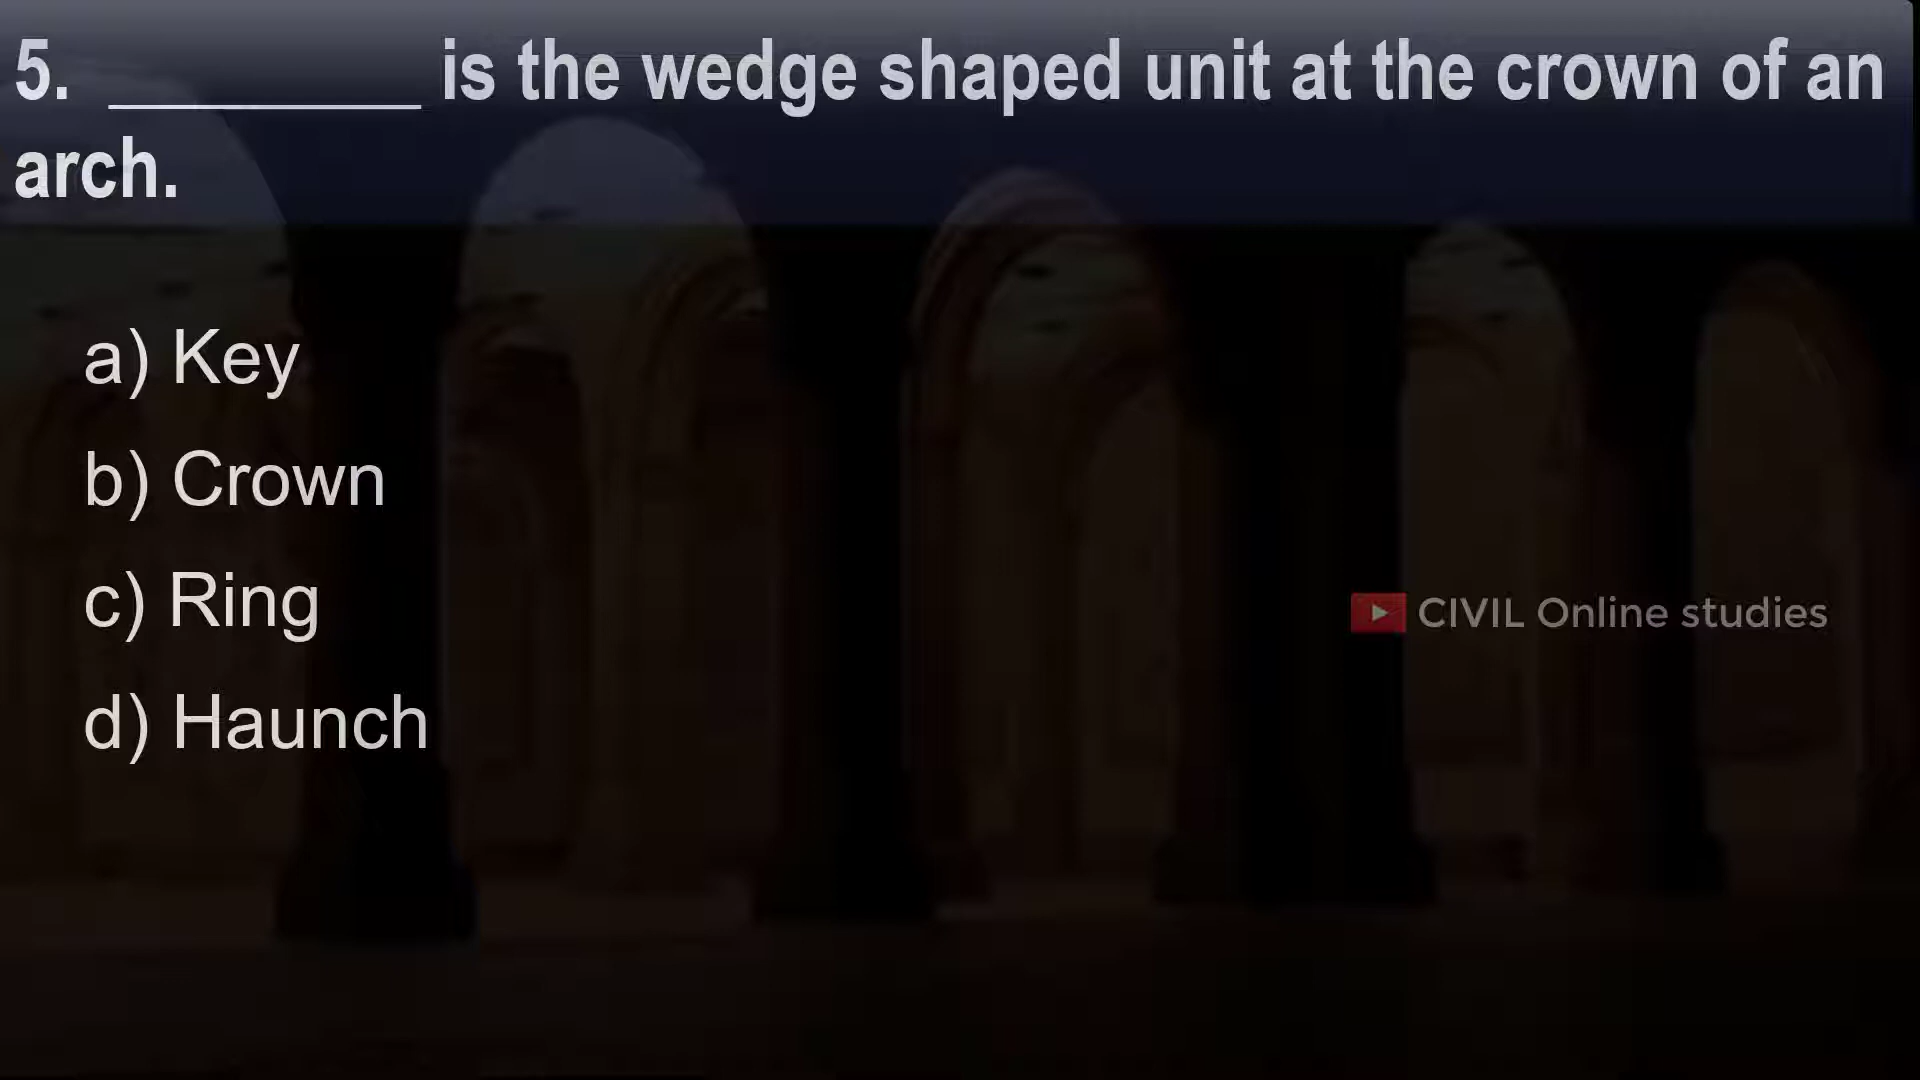 5. ________ is the wedge shaped unit at the crown of an
arch.
a) Key
b) Crown
c) Ring
d) Haunch
CIVIL Online studies